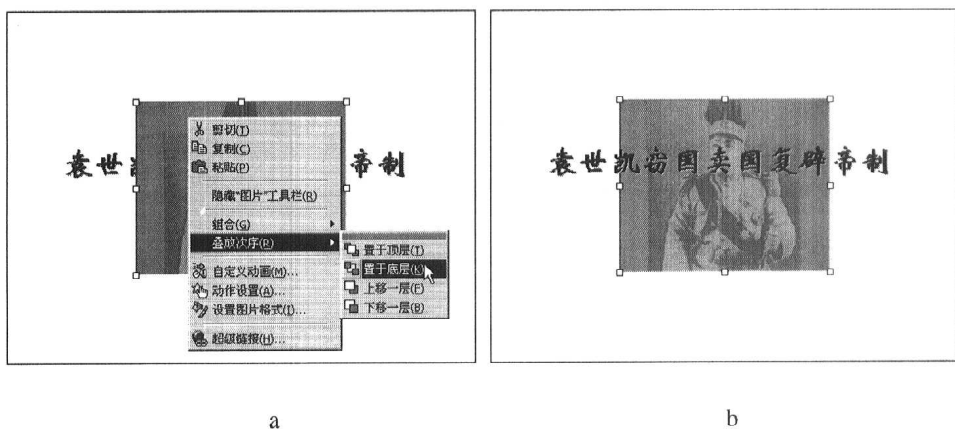 袁世凯
帝制
剪切(T)
复制(C)
粘贴(P)
隐藏“图片”工具栏(R)
组合(G)
叠放次序(R)
自定义动画(M)...
动作设置(A)...
设置图片格式(I)...
超级链接(H)...
置于顶层(T)
置于底层(K)
上移一层(F)
下移一层(B)
袁世凯窃国卖国复辟帝制
a
b